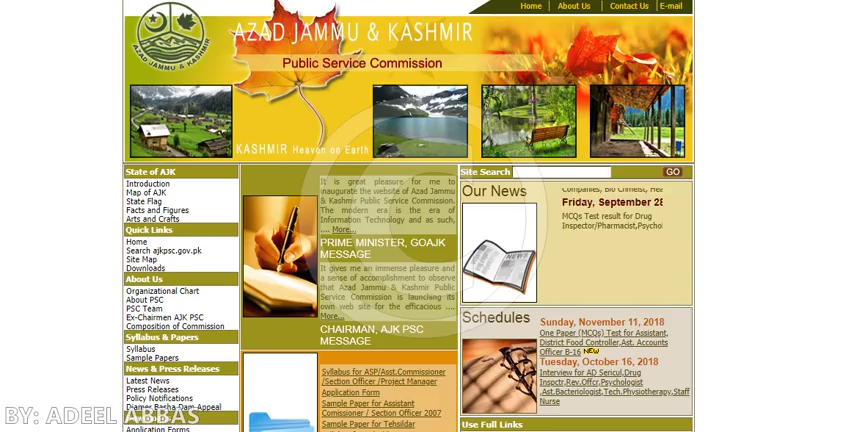 Home
About Us
Contact Us
E-mail
AZAD JAMMU & KASHMIR
AZAD JAMMU & KASHMIR
Public Service Commission
KASHMIR Heaven on Earth
State of AJK
Introduction
Map of AJK
State Flag
Facts and Figures
Arts and Crafts
Quick Links
Home
Search ajkpsc.gov.pk
Site Map
Downloads
About Us
Organizational Chart
About PSC
PSC Team
Ex-Chairmen AJK PSC
Composition of Commission
Syllabus & Papers
Syllabus
Sample Papers
News & Press Releases
Latest News
Press Releases
Policy Notifications
Diamer Basha Dam Appeal
Application Forms
BY: ADEEL ABBAS
It is great pleasure for me to
inaugurate the website of Azad Jammu
& Kashmir Public Service Commission.
The modern era is the era of
Information Technology and as such,
.... More...
PRIME MINISTER, GOAJK
MESSAGE
It gives me an immense pleasure and
a sense of accomplishment to observe
that Azad Jammu & Kashmir Public
Service Commission is launching its
own web site for the efficacious ....
More...
CHAIRMAN, AJK PSC
MESSAGE
Syllabus for ASP/Asst.Commissioner
/Section Officer /Project Manager
Application Form
Sample Paper for Assistant
Comissioner / Section Officer 2007
Sample Paper for Tehsildar
Site Search
GO
Our News
NEWS
Friday, September 28
MCQs Test result for Drug
Inspector/Pharmacist,Psychol
Schedules
Sunday, November 11, 2018
One Paper (MCQs) Test for Assistant,
District Food Controller,Ast. Accounts
Officer B-16 NEW
Tuesday, October 16, 2018
Interview for AD Sericul,Drug
Inspctr,Rev.Offcr,Psychologist
,Ast.Bacteriologist,Tech.Physiotherapy,Staff
Nurse
Use Full Links